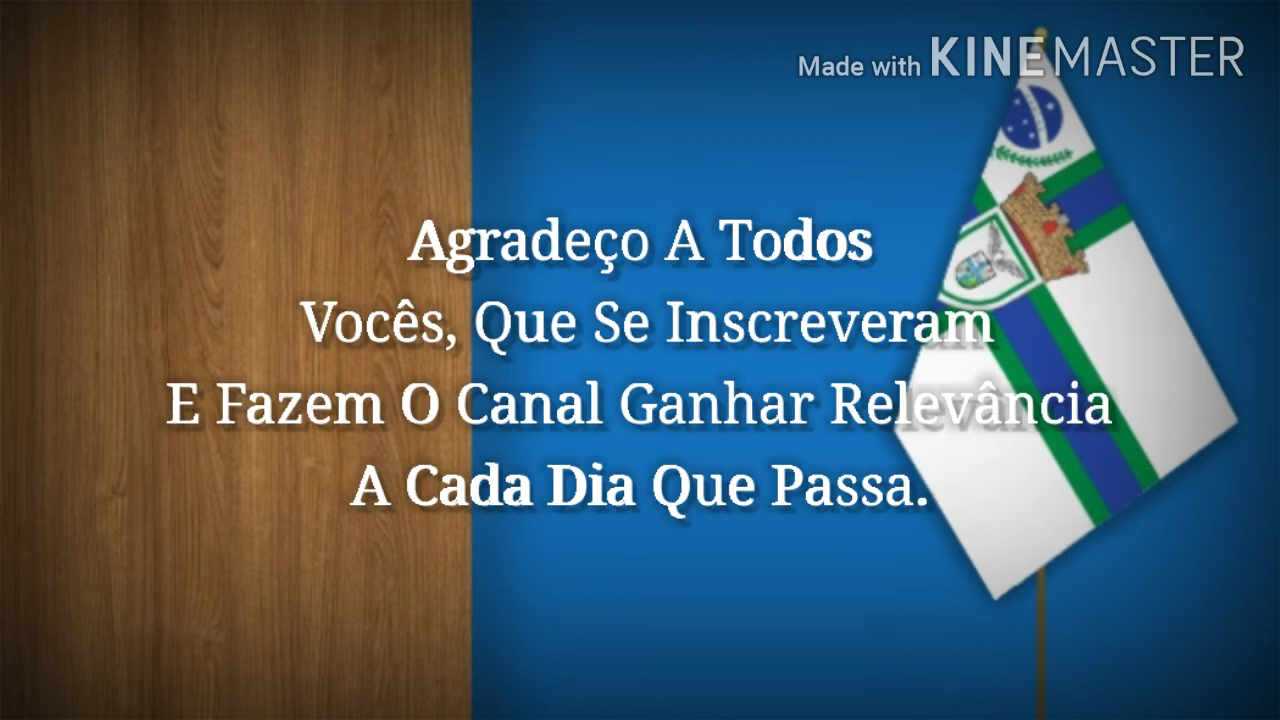 Made with KINEMASTER
Agradeço A Todos
Vocês, Que Se Inscreveram
E Fazem O Canal Ganhar Relevância
A Cada Dia Que Passa.